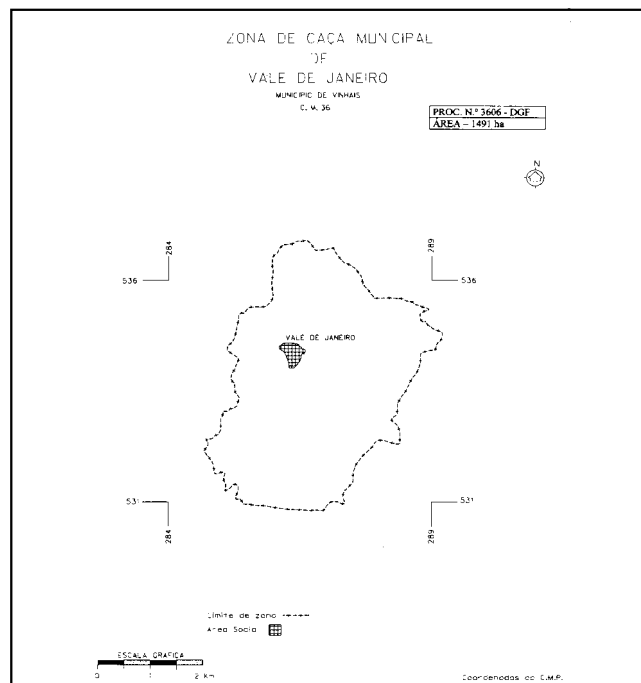 ZONA DE CAÇA MUNICIPAL
DE
VALE DE JANEIRO
MUNICIPIO DE VINHAIS
C. M. 36
PROC. N.º 3606 - DGF
ÁREA – 1491 ha
N
284
289
536
536
VALE DE JANEIRO
531
531
284
289
Limite de zona
Area Social
ESCALA GRAFICA
0 1 2 Km
Coordenadas da C.M.P.